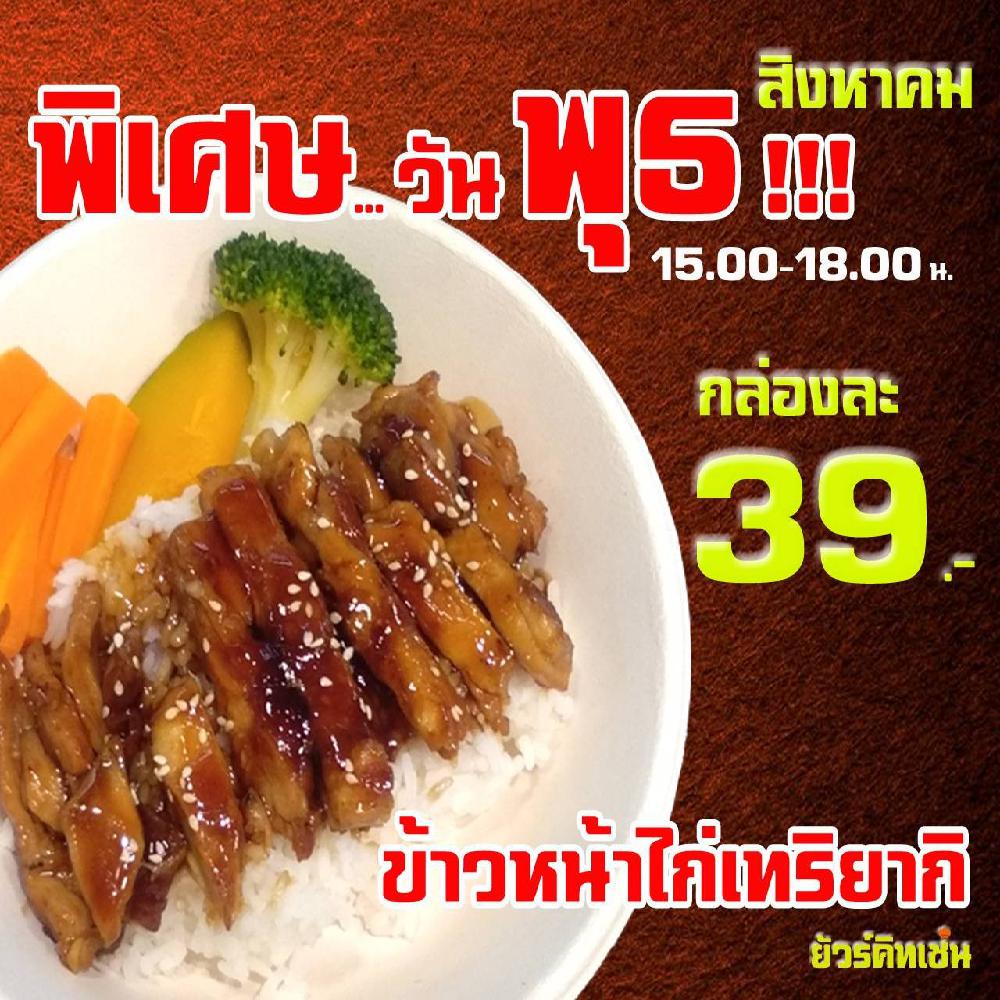 สิงหาคม
พิเศษ... วัน พุธ !!!
15.00-18.00 น.
กล่องละ
39.-
ข้าวหน้าไก่เทริยากิ
ยัวร์คิทเช่น